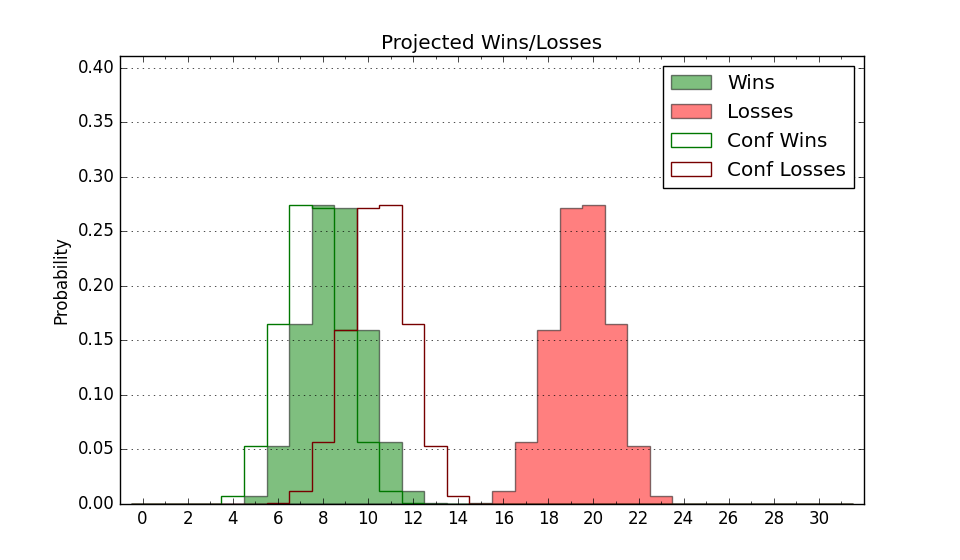 Projected Wins/Losses
0.40
0.35
0.30
0.25
0.20
0.15
0.10
0.05
0.00
Probability
Wins
Losses
Conf Wins
Conf Losses
0 2 4 6 8 10 12 14 16 18 20 22 24 26 28 30